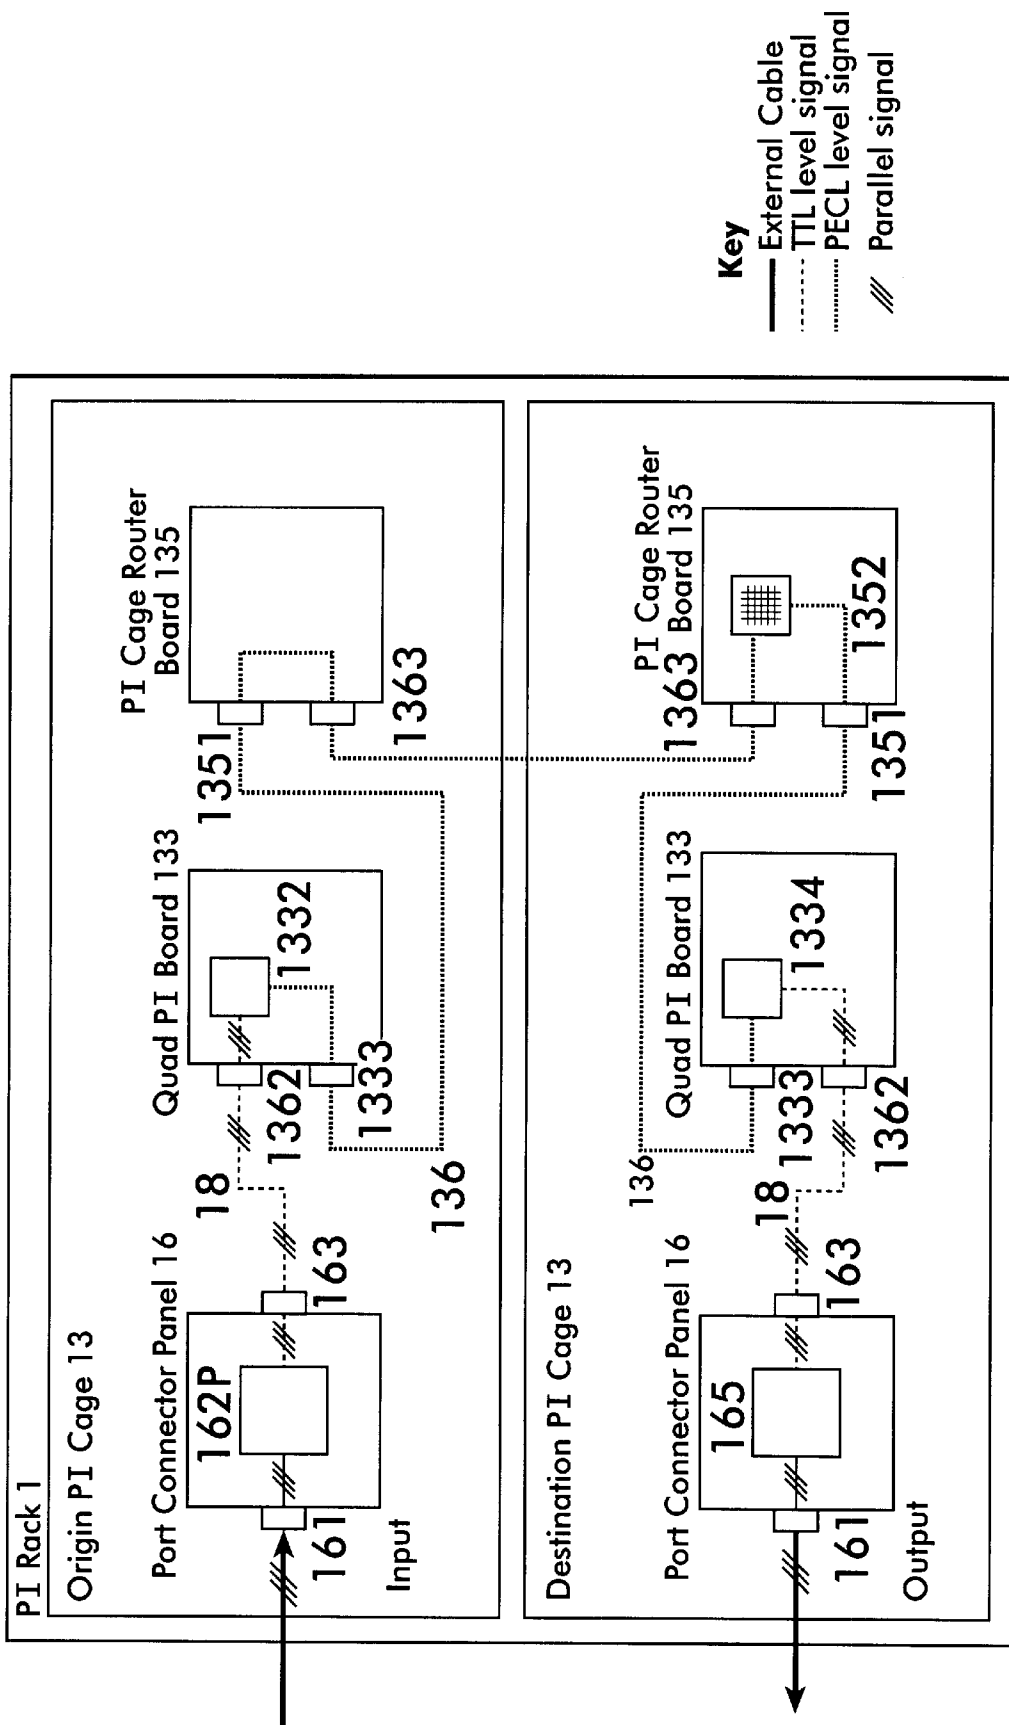 PI Rack 1
Origin PI Cage 13
Port Connector Panel 16
162P
161
Input
163
18
Quad PI Board 133
1362
1332
1333
136
PI Cage Router
Board 135
1351
1363
Destination PI Cage 13
Port Connector Panel 16
165
161
Output
163
18
136
Quad PI Board 133
1333
1334
1362
PI Cage Router
Board 135
1363
1352
1351
Key
External Cable
TTL level signal
PECL level signal
Parallel signal